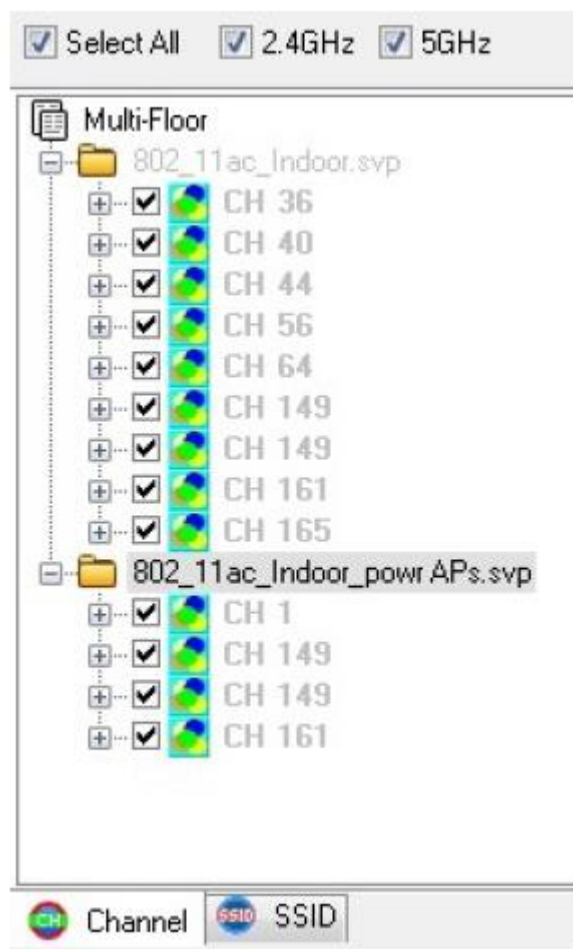 Select All 2.4GHz 5GHz
Multi-Floor
802_11ac_Indoor.svp
CH 36
CH 40
CH 44
CH 56
CH 64
CH 149
CH 149
CH 161
CH 165
802_11ac_Indoor_powr APs.svp
CH 1
CH 149
CH 149
CH 161
CH Channel SSID SSID